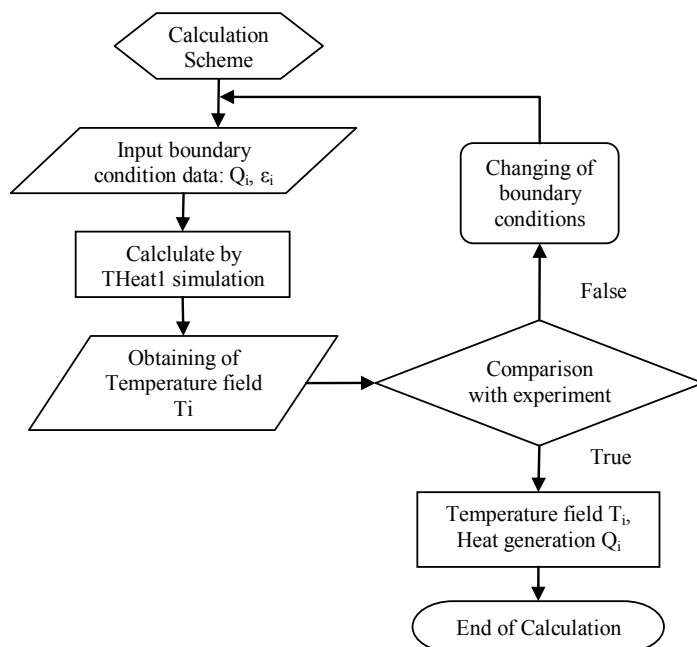 Calculation
Scheme
Input boundary
condition data: Qᵢ, εᵢ
Calclulate by
THeat1 simulation
Obtaining of
Temperature field
Ti
Comparison
with experiment
False
Changing of
boundary
conditions
True
Temperature field Tᵢ,
Heat generation Qᵢ
End of Calculation